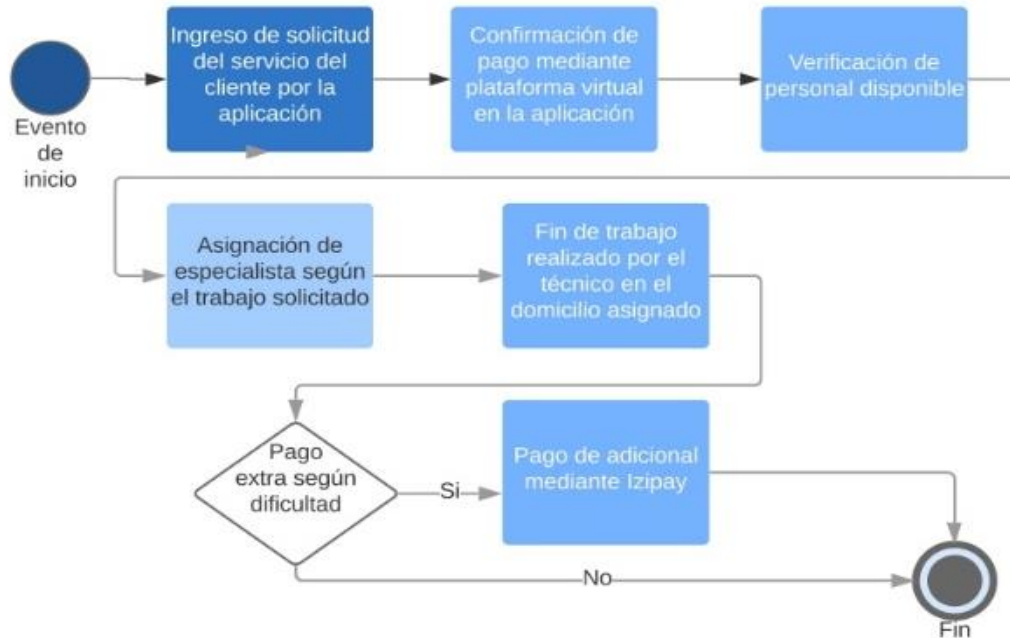 Evento
de
inicio
Ingreso de solicitud
del servicio del
cliente por la
aplicación
Confirmación de
pago mediante
plataforma virtual
en la aplicación
Verificación de
personal disponible
Asignación de
especialista según
el trabajo solicitado
Fin de trabajo
realizado por el
técnico en el
domicilio asignado
Pago
extra según
dificultad
Si
Pago de adicional
mediante Izipay
No
Fin